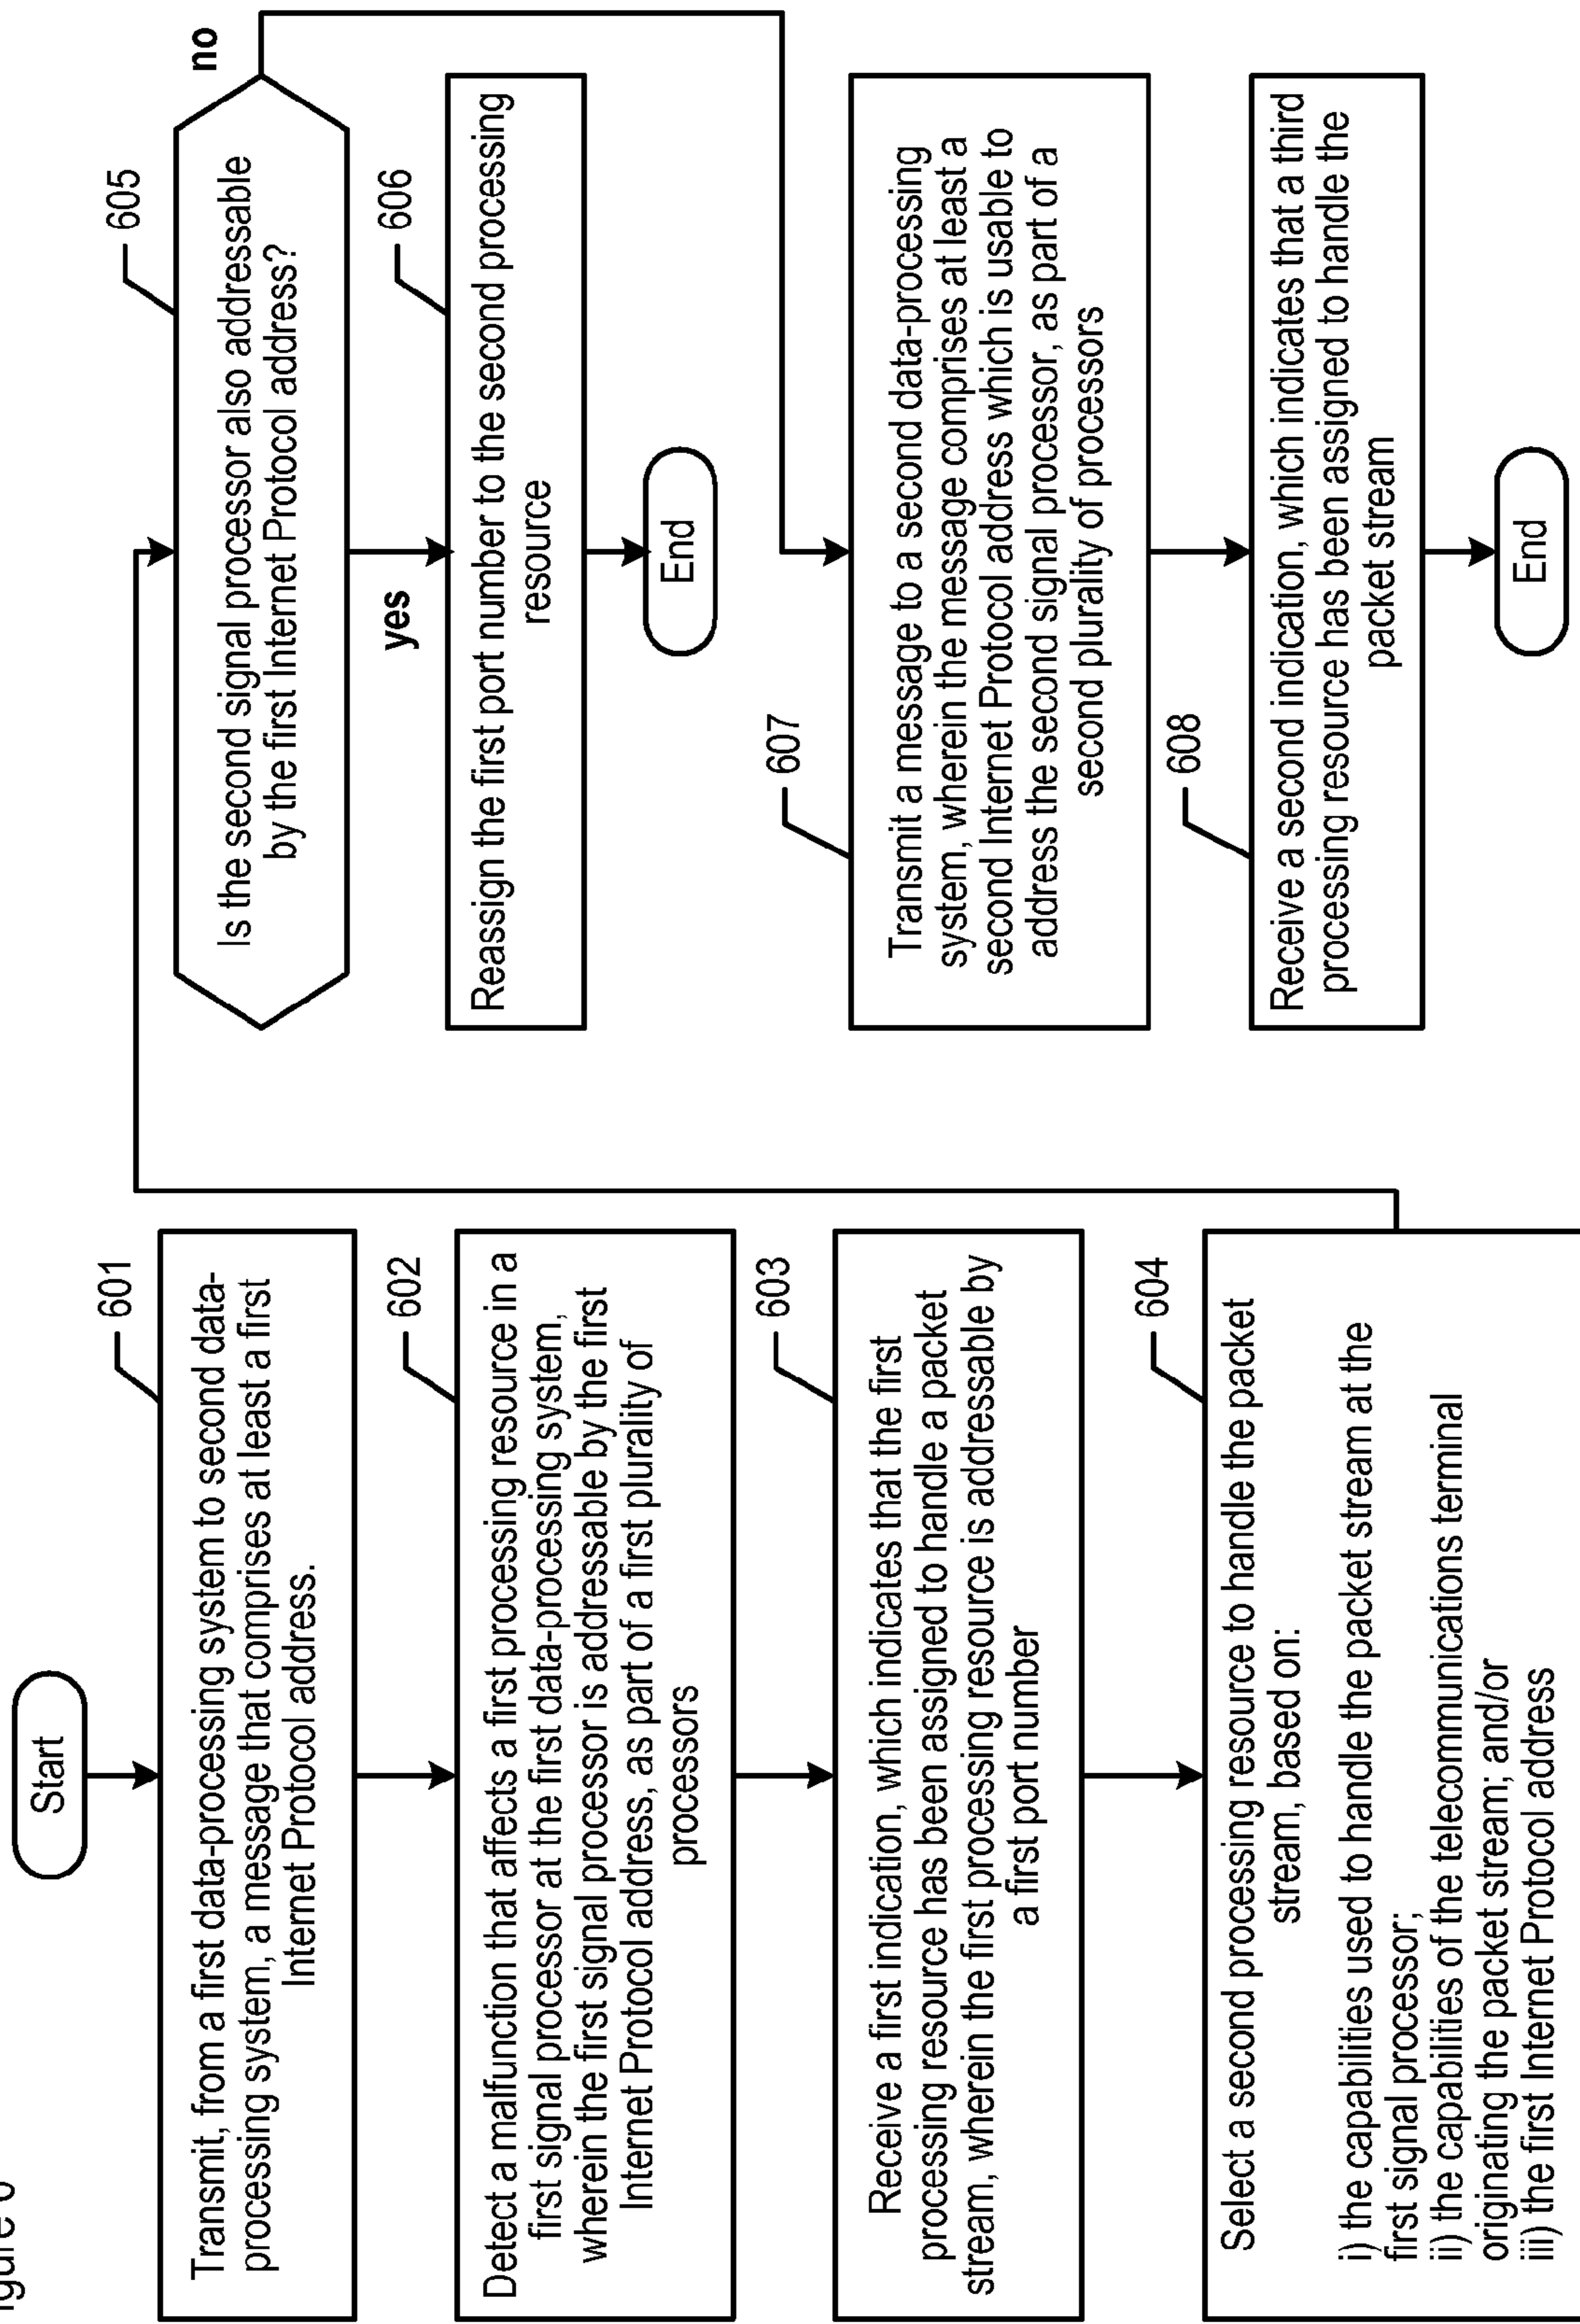 Start
601
Transmit, from a first data-processing system to second data-
processing system, a message that comprises at least a first
Internet Protocol address.
602
Detect a malfunction that affects a first processing resource in a
first signal processor at the first data-processing system,
wherein the first signal processor is addressable by the first
Internet Protocol address, as part of a first plurality of
processors
603
Receive a first indication, which indicates that the first
processing resource has been assigned to handle a packet
stream, wherein the first processing resource is addressable by
a first port number
604
Select a second processing resource to handle the packet
stream, based on:
i) the capabilities used to handle the packet stream at the
first signal processor;
ii) the capabilities of the telecommunications terminal
originating the packet stream; and/or
iii) the first Internet Protocol address
605
Is the second signal processor also addressable
by the first Internet Protocol address?
no
yes
606
Reassign the first port number to the second processing
resource
End
607
Transmit a message to a second data-processing
system, wherein the message comprises at least a
second Internet Protocol address which is usable to
address the second signal processor, as part of a
second plurality of processors
608
Receive a second indication, which indicates that a third
processing resource has been assigned to handle the
packet stream
End